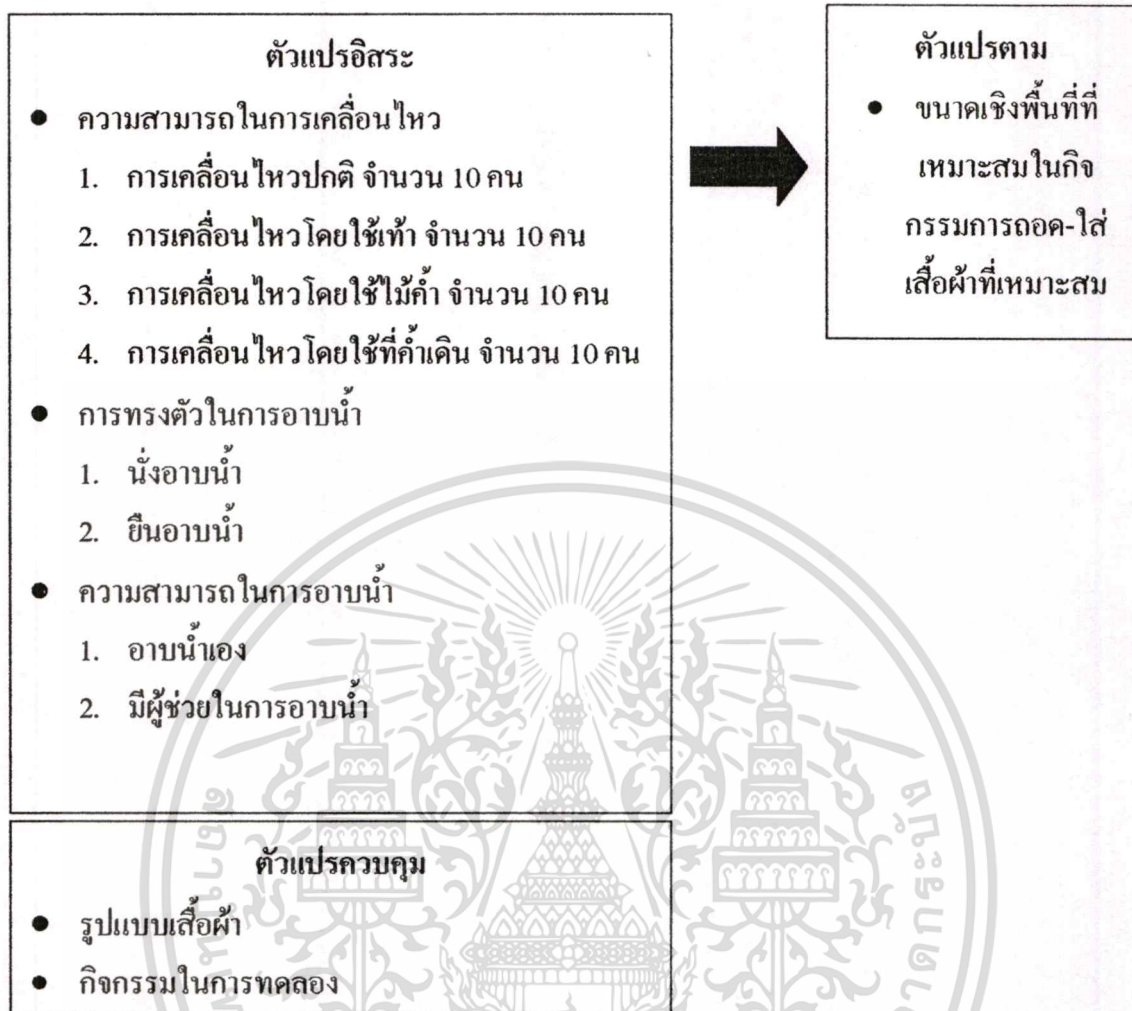 ตัวแปรอิสระ
● ความสามารถในการเคลื่อนไหว
1. การเคลื่อนไหวปกติ จำนวน 10 คน
2. การเคลื่อนไหวโดยใช้เท้า จำนวน 10 คน
3. การเคลื่อนไหวโดยใช้ไม้ค้ำ จำนวน 10 คน
4. การเคลื่อนไหวโดยใช้ที่ค้ำเดิน จำนวน 10 คน
● การทรงตัวในการอาบน้ำ
1. นั่งอาบน้ำ
2. ยืนอาบน้ำ
● ความสามารถในการอาบน้ำ
1. อาบน้ำเอง
2. มีผู้ช่วยในการอาบน้ำ
ตัวแปรตาม
● ขนาดเชิงพื้นที่ที่
เหมาะสมในกิจ
กรรมการถอด-ใส่
เสื้อผ้าที่เหมาะสม
ตัวแปรควบคุม
● รูปแบบเสื้อผ้า
● กิจกรรมในการทดลอง